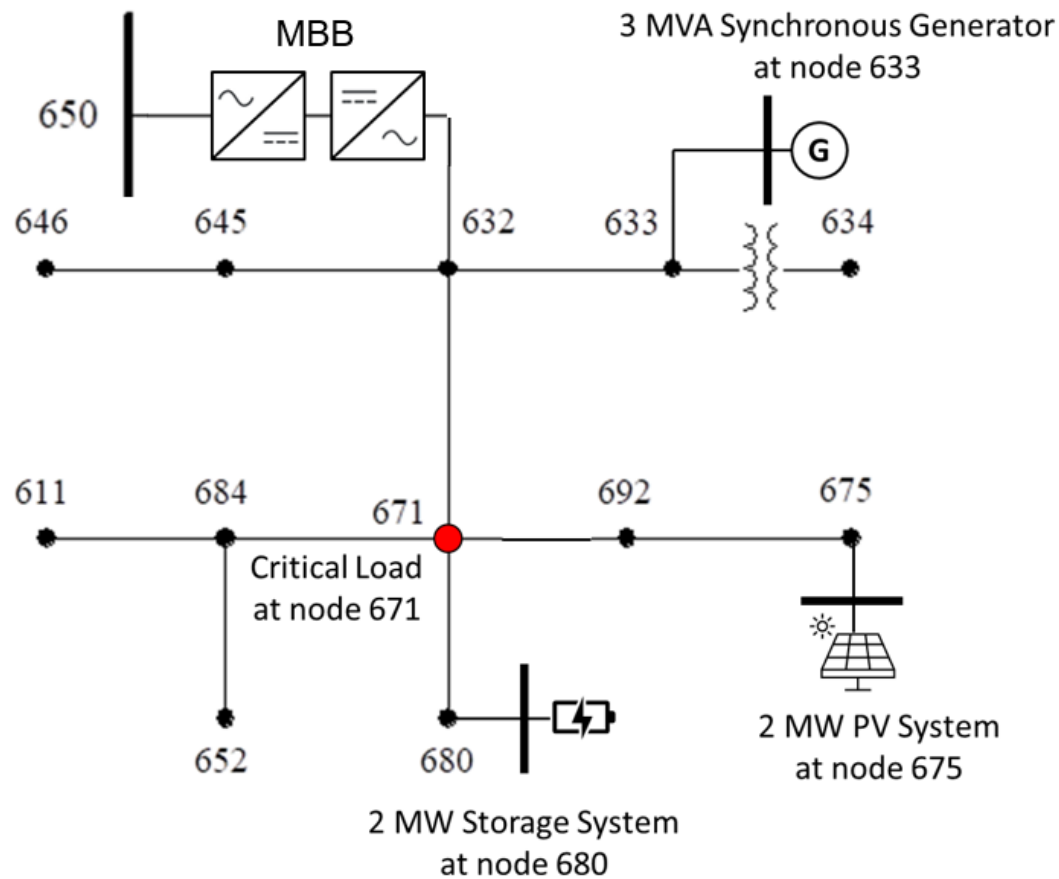 MBB
3 MVA Synchronous Generator
at node 633
650
G
646
645
632
633
634
611
684
671
692
675
Critical Load
at node 671
652
680
2 MW PV System
at node 675
2 MW Storage System
at node 680